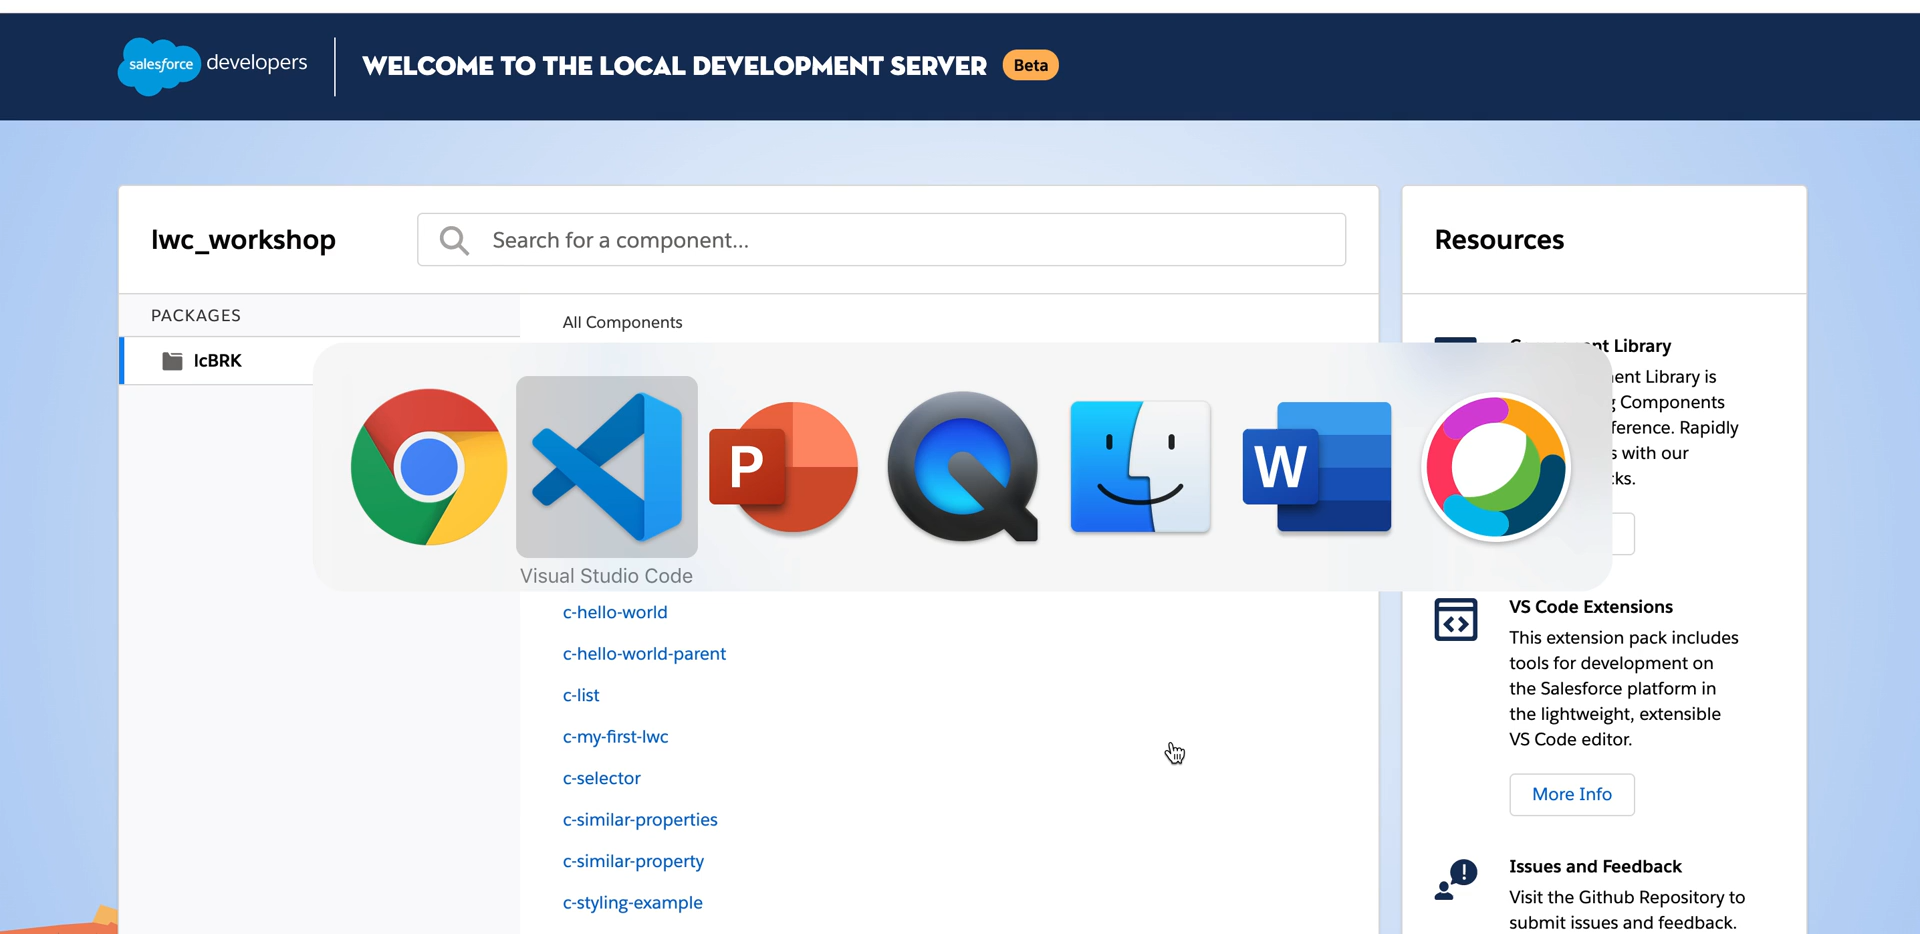 salesforce developers
WELCOME TO THE LOCAL DEVELOPMENT SERVER Beta
lwc_workshop
Search for a component...
Resources
PACKAGES
lcBRK
All Components
nt Library
ent Library is
Components
ference. Rapidly
s with our
ks.
P
W
Visual Studio Code
c-hello-world
c-hello-world-parent
c-list
c-my-first-lwc
c-selector
c-similar-properties
c-similar-property
c-styling-example
VS Code Extensions
This extension pack includes
tools for development on
the Salesforce platform in
the lightweight, extensible
VS Code editor.
More Info
Issues and Feedback
Visit the Github Repository to
submit issues and feedback.